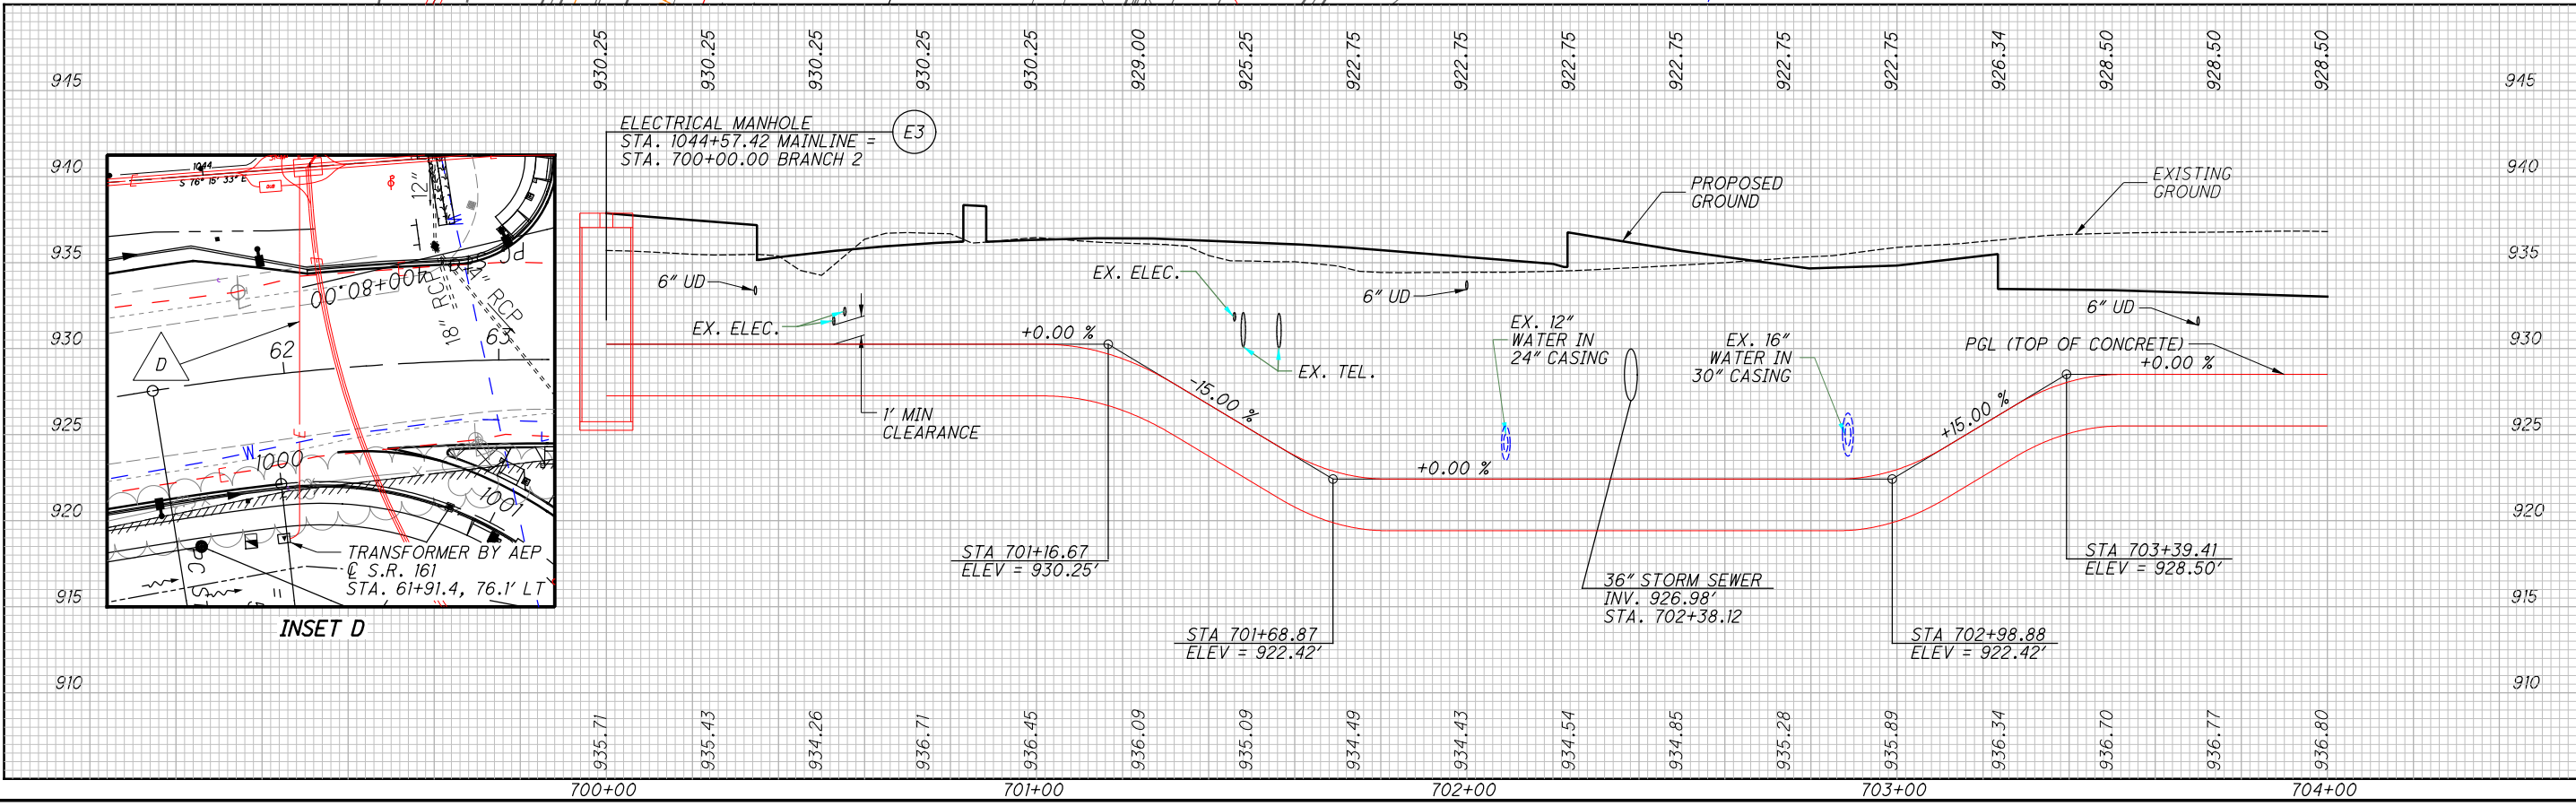 930.25 930.25 930.25 930.25 930.25 929.00 925.25 922.75 922.75 922.75 922.75 922.75 922.75 926.34 928.50 928.50 928.50
945 945
940 940
935 935
930 930
925 925
920 920
915 915
910 910
ELECTRICAL MANHOLE
STA. 1044+57.42 MAINLINE =
STA. 700+00.00 BRANCH 2
E3
PROPOSED
GROUND
EXISTING
GROUND
6" UD
EX. ELEC.
+0.00 %
1' MIN
CLEARANCE
EX. ELEC.
EX. TEL.
-15.00 %
6" UD
EX. 12"
WATER IN
24" CASING
EX. 16"
WATER IN
30" CASING
6" UD
PGL (TOP OF CONCRETE)
+0.00 %
+15.00 %
+0.00 %
STA 701+16.67
ELEV = 930.25'
STA 701+68.87
ELEV = 922.42'
36" STORM SEWER
INV. 926.98'
STA. 702+38.12
STA 702+98.88
ELEV = 922.42'
STA 703+39.41
ELEV = 928.50'
1044
S 76° 15' 33" E
12"
W
PC
400+80.00
18" RCP
RCP
62
63
D
W
E
1000
1001
TRANSFORMER BY AEP
℄ S.R. 161
STA. 61+91.4, 76.1' LT
INSET D
935.71 935.43 934.26 936.71 936.45 936.09 935.09 934.49 934.43 934.54 934.85 935.28 935.89 936.34 936.70 936.77 936.80
700+00 701+00 702+00 703+00 704+00